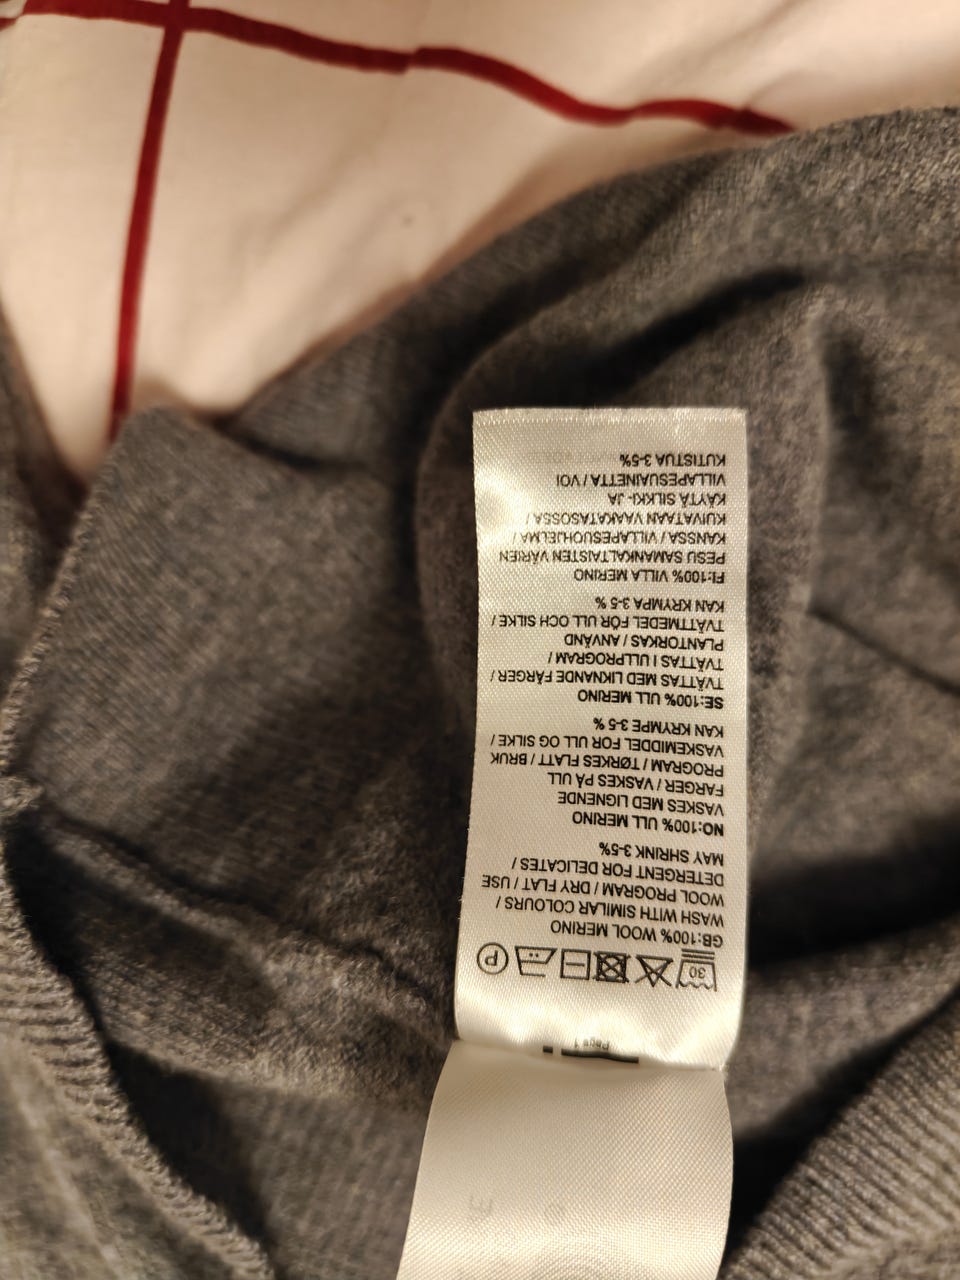 30
P
GB:100% WOOL MERINO
WASH WITH SIMILAR COLOURS /
WOOL PROGRAM / DRY FLAT / USE
DETERGENT FOR DELICATES /
MAY SHRINK 3-5%
NO:100% ULL MERINO
VASKES MED LIGNENDE
FARGER / VASKES PÅ ULL
PROGRAM / TØRKES FLATT / BRUK
VASKEMIDDEL FOR ULL OG SILKE /
KAN KRYMPE 3-5 %
SE:100% ULL MERINO
TVÄTTAS MED LIKNANDE FÄRGER /
TVÄTTAS I ULLPROGRAM /
PLANTORKAS / ANVÄND
TVÄTTMEDEL FÖR ULL OCH SILKE /
KAN KRYMPA 3-5 %
FI:100% VILLA MERINO
PESU SAMANKALTAISTEN VÄRIEN
KANSSA / VILLAPESUOHJELMA /
KUIVATAAN VAAKATASOSSA /
KÄYTÄ SILKKI- JA
VILLAPESUAINETTA / VOI
KUTISTUA 3-5%
Page 1